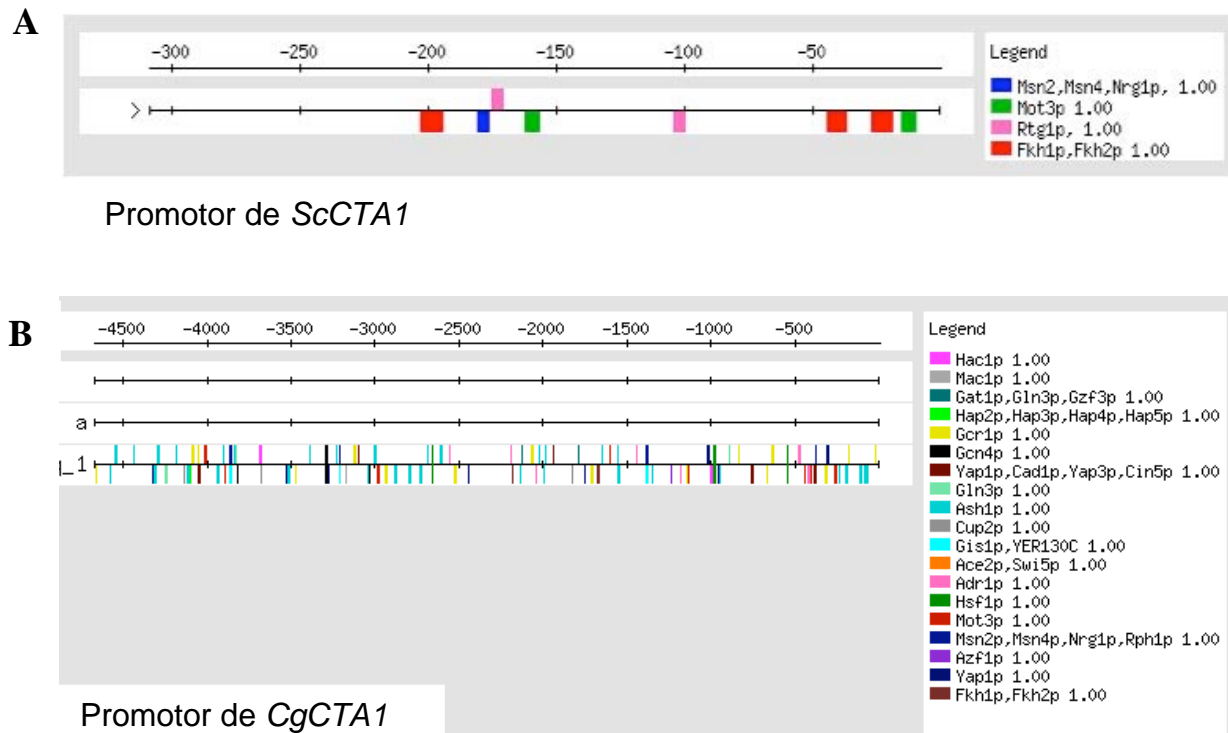 A
-300 -250 -200 -150 -100 -50
Legend
Msn2,Msn4,Nrg1p, 1.00
Mot3p 1.00
Rtg1p, 1.00
Fkh1p,Fkh2p 1.00
Promotor de ScCTA1
B
-4500 -4000 -3500 -3000 -2500 -2000 -1500 -1000 -500
a
_1
Legend
Hac1p 1.00
Mac1p 1.00
Gat1p,Gln3p,Gzf3p 1.00
Hap2p,Hap3p,Hap4p,Hap5p 1.00
Gcr1p 1.00
Gcn4p 1.00
Yap1p,Cad1p,Yap3p,Cin5p 1.00
Gln3p 1.00
Ash1p 1.00
Cup2p 1.00
Gis1p,YER130C 1.00
Ace2p,Swi5p 1.00
Adr1p 1.00
Hsf1p 1.00
Mot3p 1.00
Msn2p,Msn4p,Nrg1p,Rph1p 1.00
Azf1p 1.00
Yap1p 1.00
Fkh1p,Fkh2p 1.00
Promotor de CgCTA1